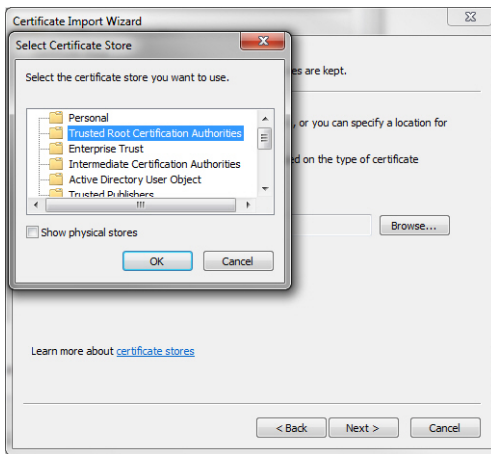 Certificate Import Wizard
Select Certificate Store
Select the certificate store you want to use.
Personal
Trusted Root Certification Authorities
Enterprise Trust
Intermediate Certification Authorities
Active Directory User Object
Trusted Publishers
Show physical stores
OK Cancel
es are kept.
, or you can specify a location for
ed on the type of certificate
Browse...
Learn more about certificate stores
< Back Next > Cancel